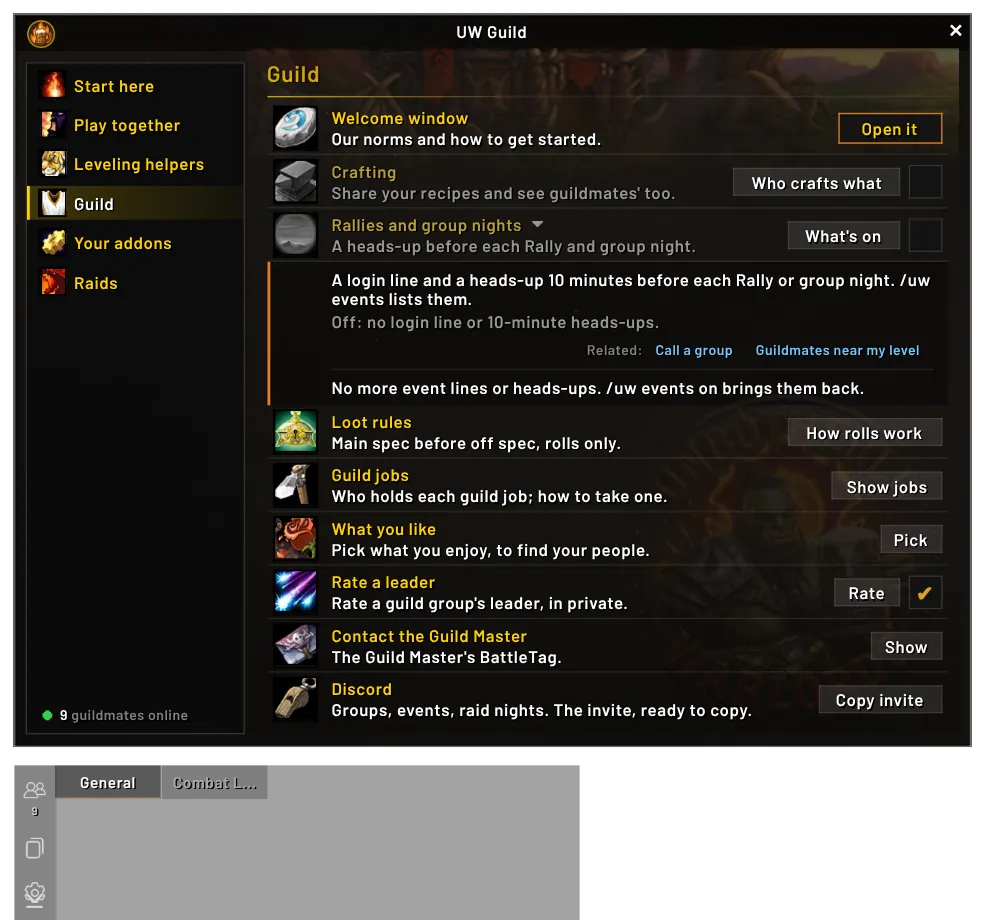 UW Guild
Start here
Play together
Leveling helpers
Guild
Your addons
Raids
9 guildmates online
Guild
Welcome window
Our norms and how to get started.
Open it
Crafting
Share your recipes and see guildmates' too.
Who crafts what
Rallies and group nights
A heads-up before each Rally and group night.
What's on
A login line and a heads-up 10 minutes before each Rally or group night. /uw
events lists them.
Off: no login line or 10-minute heads-ups.
Related: Call a group Guildmates near my level
No more event lines or heads-ups. /uw events on brings them back.
Loot rules
Main spec before off spec, rolls only.
How rolls work
Guild jobs
Who holds each guild job; how to take one.
Show jobs
What you like
Pick what you enjoy, to find your people.
Pick
Rate a leader
Rate a guild group's leader, in private.
Rate
Contact the Guild Master
The Guild Master's BattleTag.
Show
Discord
Groups, events, raid nights. The invite, ready to copy.
Copy invite
General
Combat L...
9